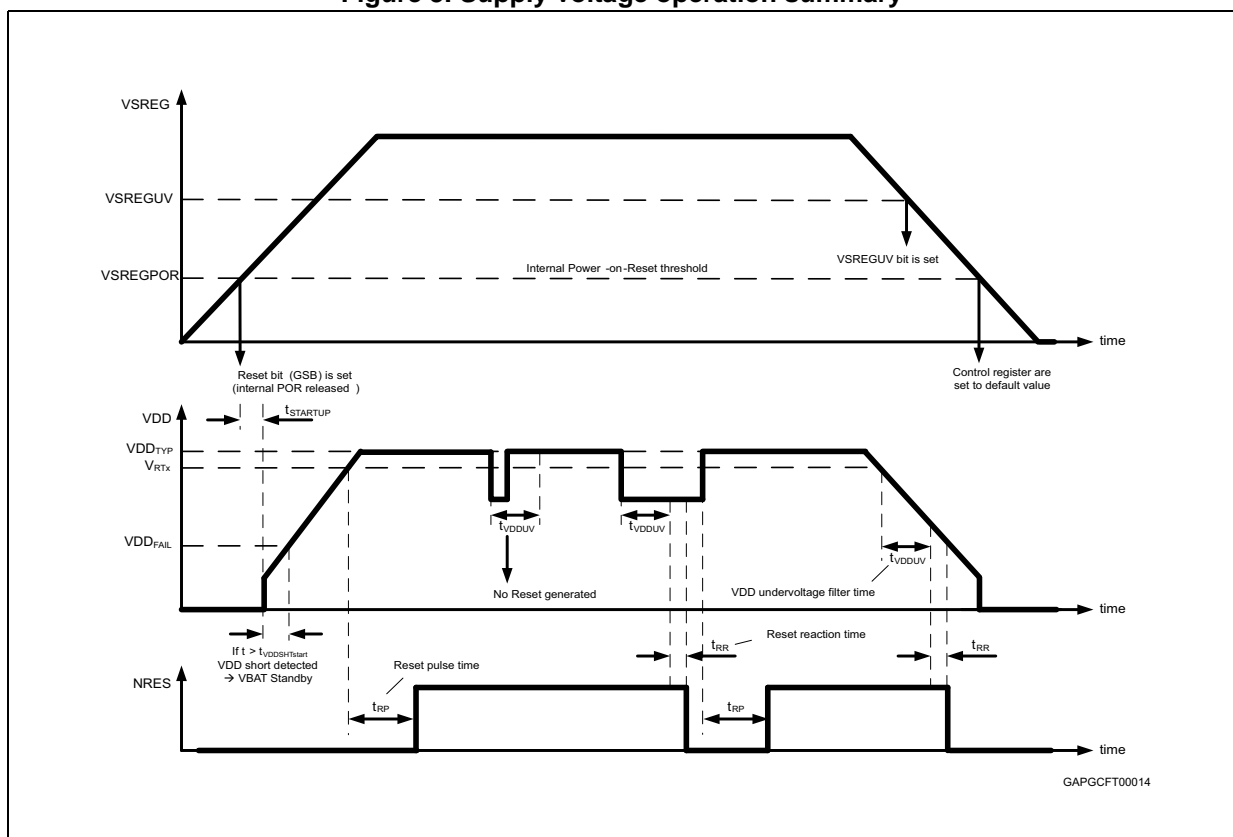 Figure 3. Supply voltage operation summary
VSREG
VSREGUV
VSREGPOR
Internal Power -on-Reset threshold
VSREGUV bit is set
time
Reset bit (GSB) is set
(internal POR released )
Control register are
set to default value
VDD
tSTARTUP
VDDTYP
VRTx
tVDDUV
tVDDUV
VDDFAIL
tVDDUV
No Reset generated
VDD undervoltage filter time
time
If t > tVDDSHTstart
VDD short detected
→ VBAT Standby
Reset pulse time
tRR
Reset reaction time
tRR
NRES
tRP
tRP
time
GAPGCFT00014